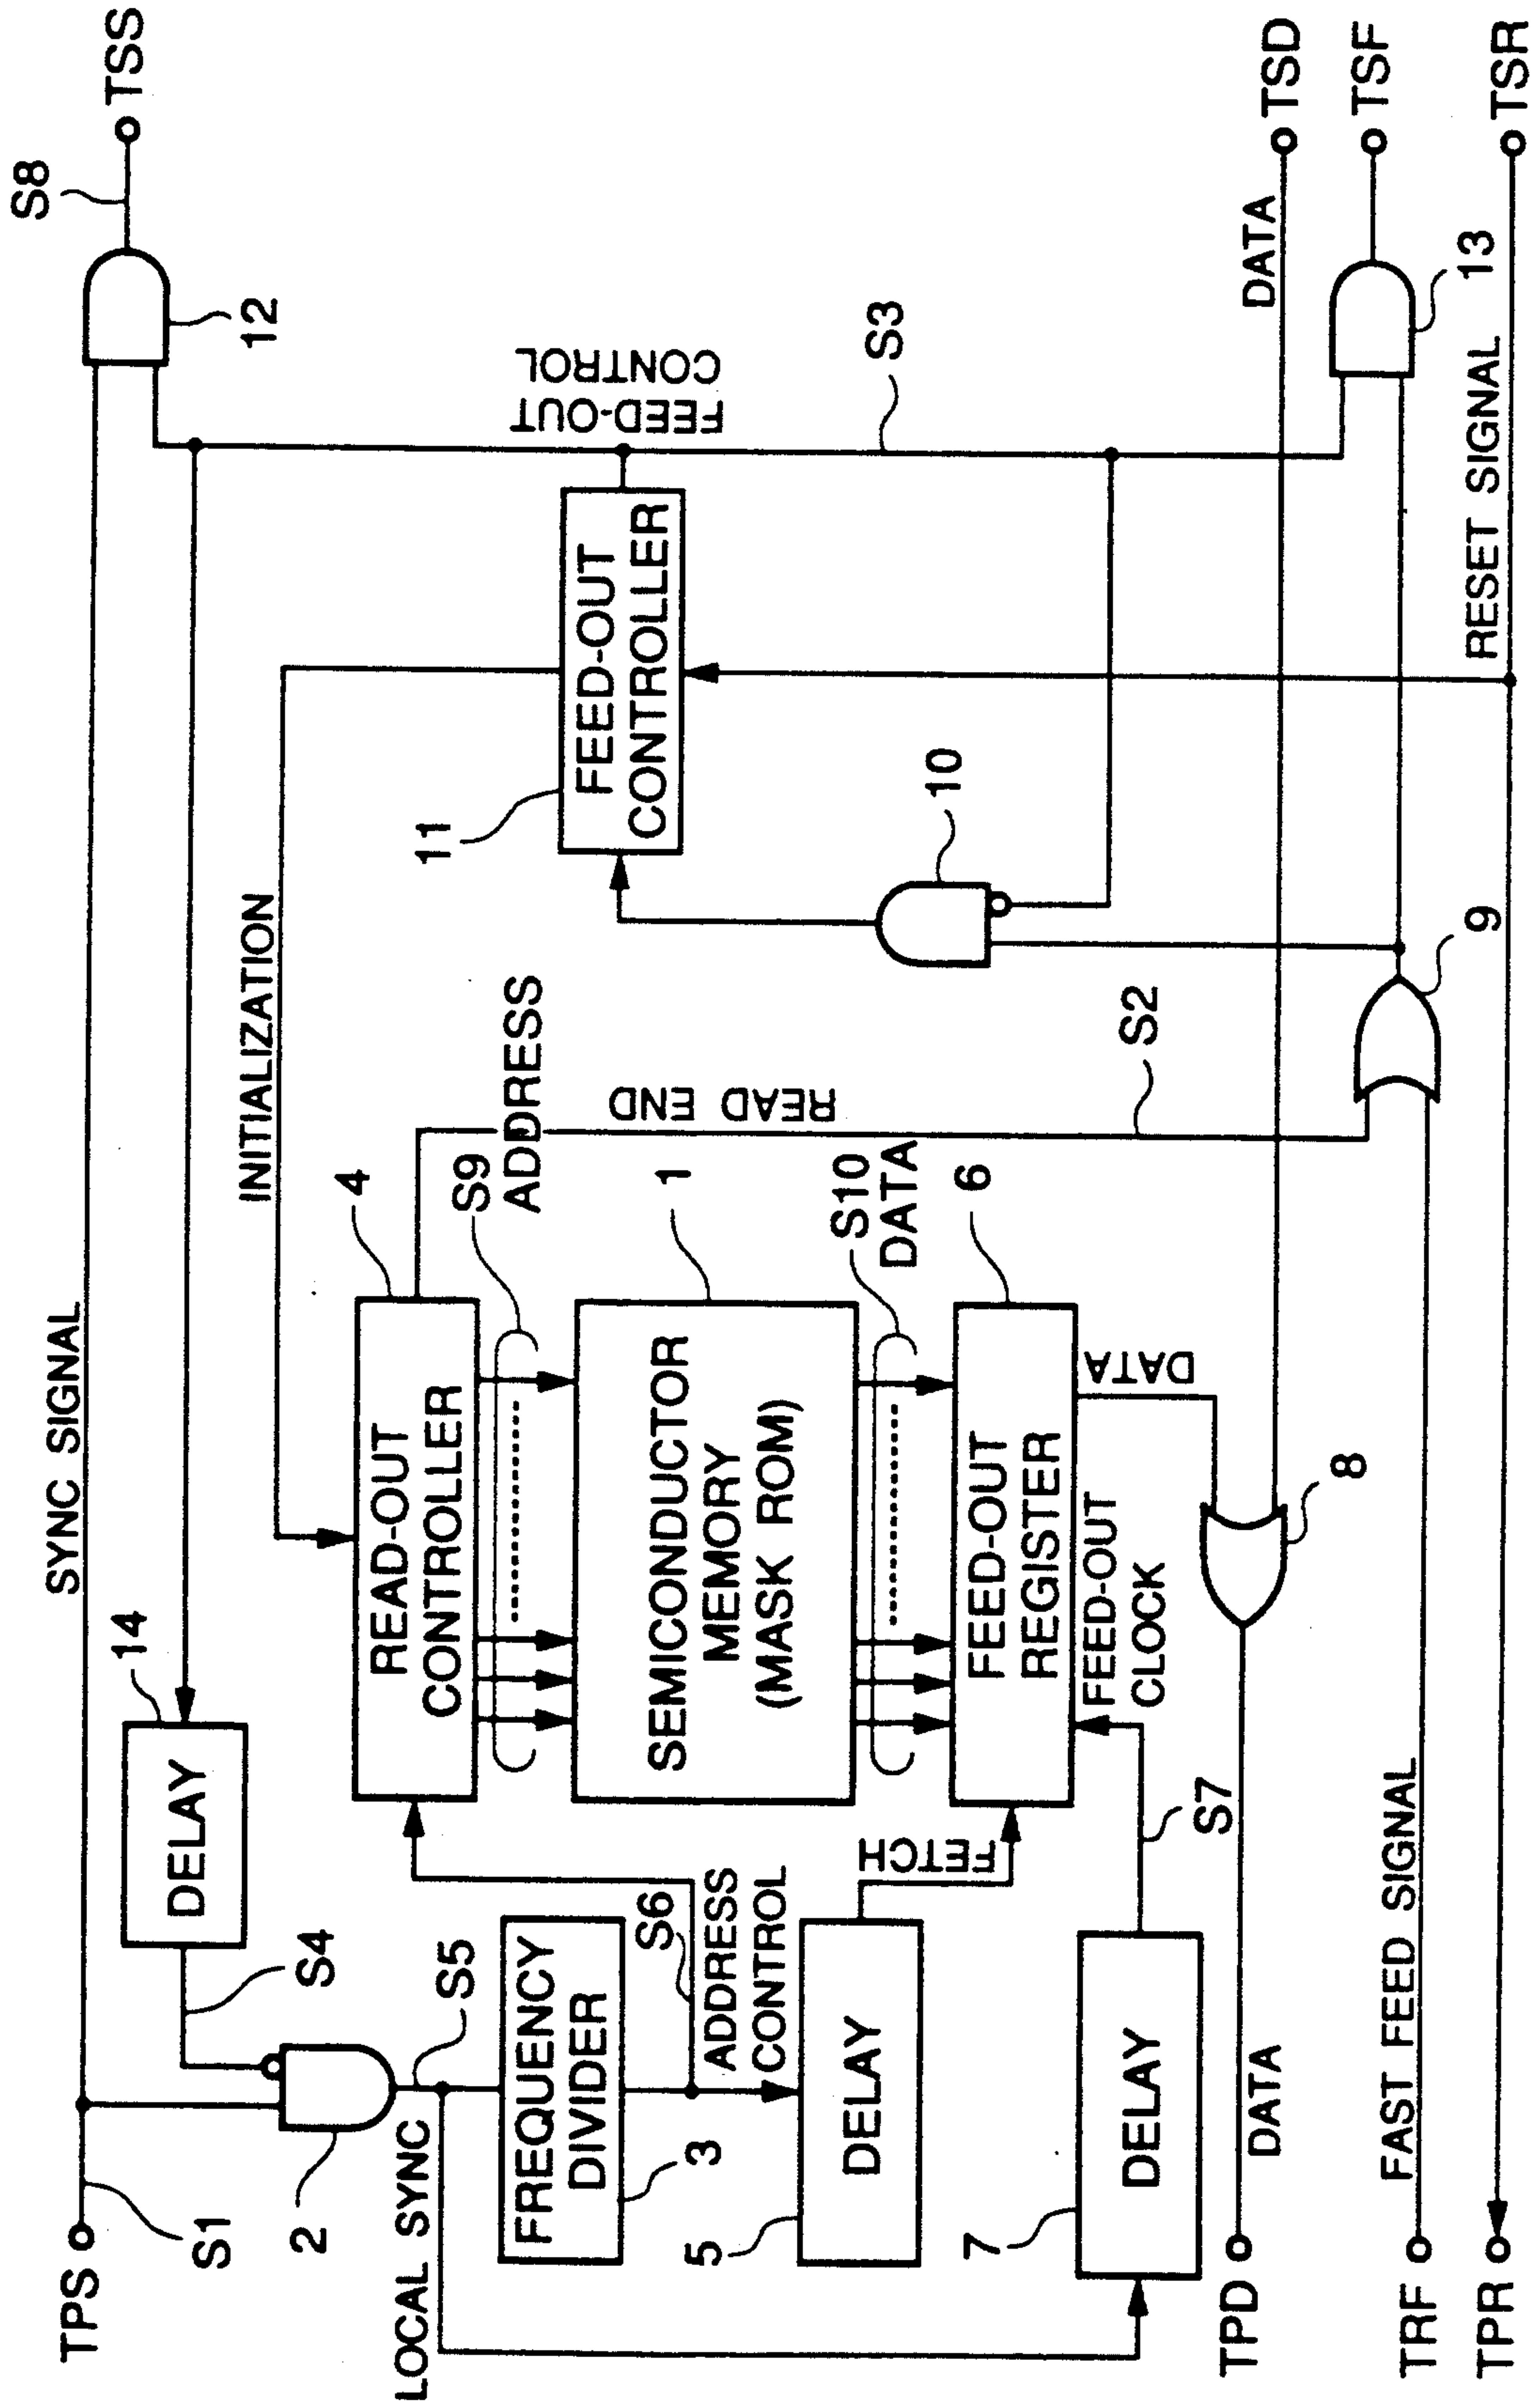 TPS
S1
SYNC SIGNAL
S8
TSS
12
S4
DELAY
14
2
S5
LOCAL SYNC
INITIALIZATION
FREQUENCY
DIVIDER
3
S6
ADDRESS
CONTROL
READ-OUT
CONTROLLER
4
S9
ADDRESS
11
FEED-OUT
CONTROLLER
FEED-OUT
CONTROL
S3
SEMICONDUCTOR
MEMORY
(MASK ROM)
1
READ END
S2
10
5
DELAY
FETCH
S10
DATA
FEED-OUT
REGISTER
6
FEED-OUT
CLOCK
DATA
7
DELAY
S7
8
TPD
DATA
DATA
TSD
TRF
FAST FEED SIGNAL
9
13
TSF
TPR
RESET SIGNAL
TSR